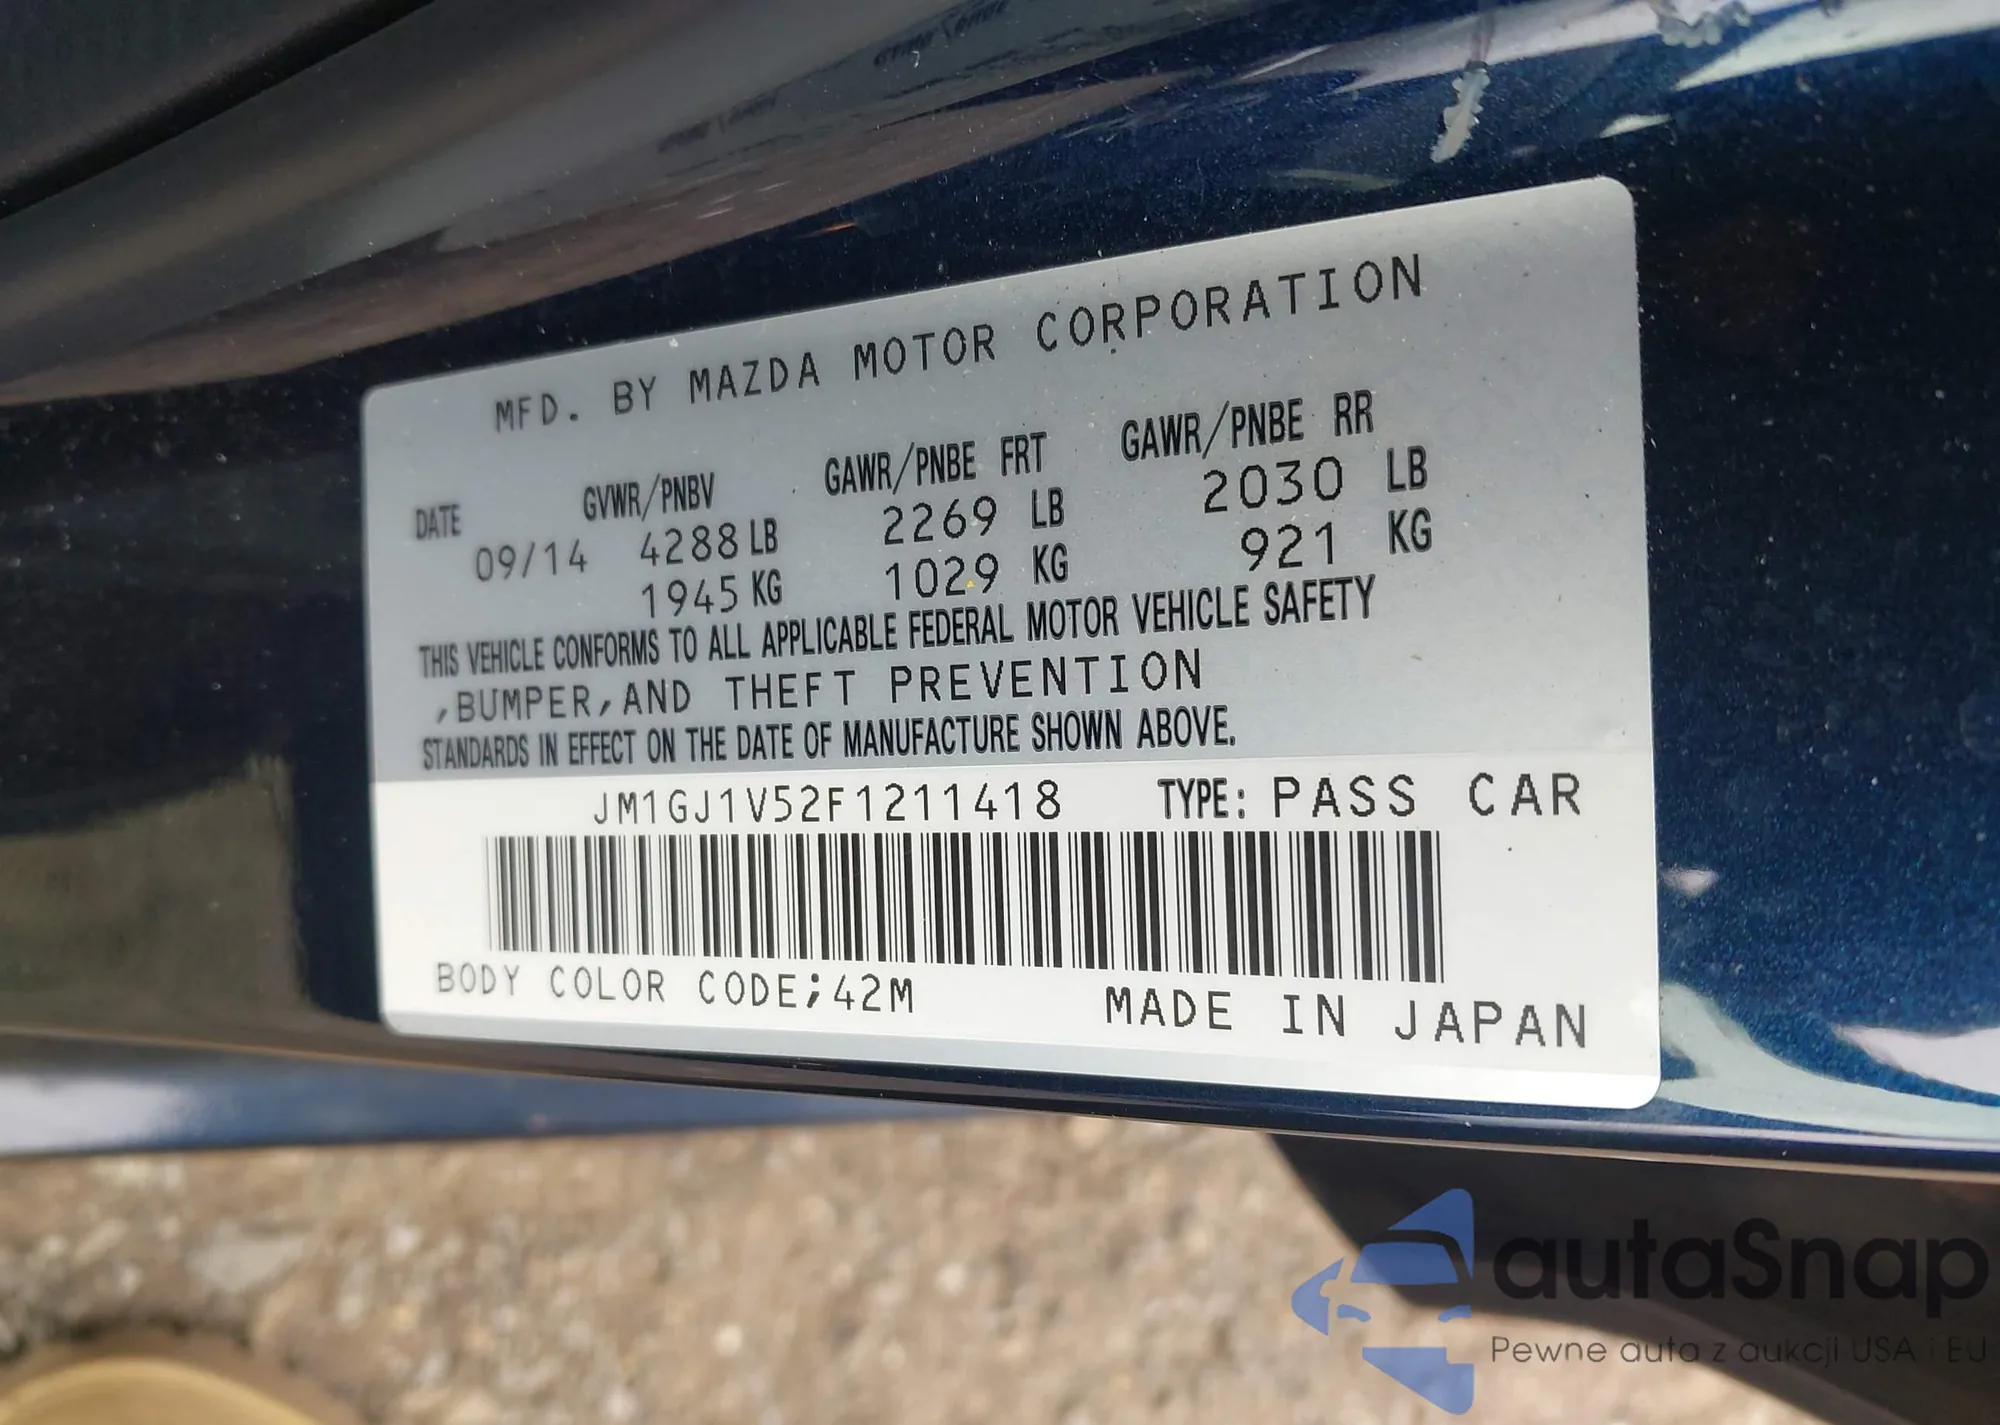 MFD. BY MAZDA MOTOR CORPORATION
DATE GVWR/PNBV GAWR/PNBE FRT GAWR/PNBE RR
09/14 4288 LB 2269 LB 2030 LB
1945 KG 1029 KG 921 KG
THIS VEHICLE CONFORMS TO ALL APPLICABLE FEDERAL MOTOR VEHICLE SAFETY
,BUMPER,AND THEFT PREVENTION
STANDARDS IN EFFECT ON THE DATE OF MANUFACTURE SHOWN ABOVE.
JM1GJ1V52F1211418 TYPE: PASS CAR
BODY COLOR CODE;42M MADE IN JAPAN
autaSnap
Pewne auta z aukcji USA i EU